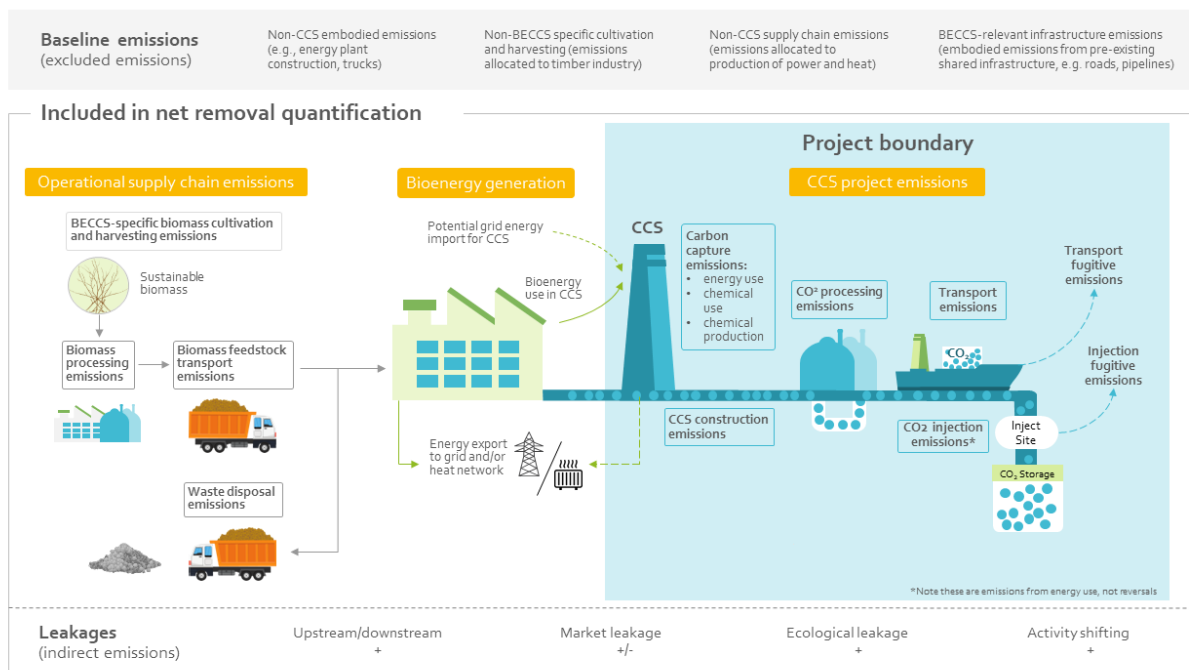 Baseline emissions
(excluded emissions)
Non-CCS embodied emissions
(e.g., energy plant
construction, trucks)
Non-BECCS specific cultivation
and harvesting (emissions
allocated to timber industry)
Non-CCS supply chain emissions
(emissions allocated to
production of power and heat)
BECCS-relevant infrastructure emissions
(embodied emissions from pre-existing
shared infrastructure, e.g. roads, pipelines)
Included in net removal quantification
Project boundary
Operational supply chain emissions
Bioenergy generation
CCS project emissions
BECCS-specific biomass cultivation
and harvesting emissions
Sustainable
biomass
Biomass
processing
emissions
Biomass feedstock
transport
emissions
Waste disposal
emissions
Potential grid energy
import for CCS
Bioenergy
use in CCS
Energy export
to grid and/or
heat network
CCS
Carbon
capture
emissions:
• energy use
• chemical
use
• chemical
production
CCS construction
emissions
CO² processing
emissions
Transport
emissions
CO₂
Transport
fugitive
emissions
Injection
fugitive
emissions
CO2 injection
emissions*
Inject
Site
CO₂ Storage
*Note these are emissions from energy use, not reversals
Leakages
(indirect emissions)
Upstream/downstream
+
Market leakage
+/-
Ecological leakage
+
Activity shifting
+